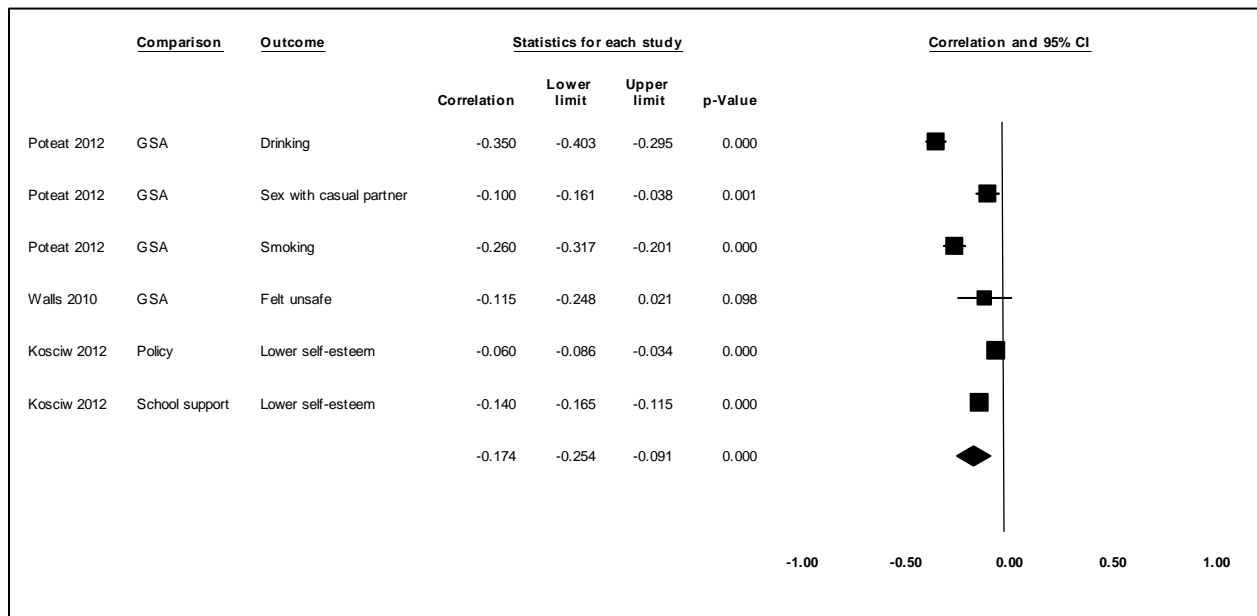 Comparison Outcome Statistics for each study Correlation and 95% CI
Lower Upper
Correlation limit limit p-Value
Poteat 2012 GSA Drinking -0.350 -0.403 -0.295 0.000
Poteat 2012 GSA Sex with casual partner -0.100 -0.161 -0.038 0.001
Poteat 2012 GSA Smoking -0.260 -0.317 -0.201 0.000
Walls 2010 GSA Felt unsafe -0.115 -0.248 0.021 0.098
Kosciw 2012 Policy Lower self-esteem -0.060 -0.086 -0.034 0.000
Kosciw 2012 School support Lower self-esteem -0.140 -0.165 -0.115 0.000
-0.174 -0.254 -0.091 0.000
-1.00 -0.50 0.00 0.50 1.00